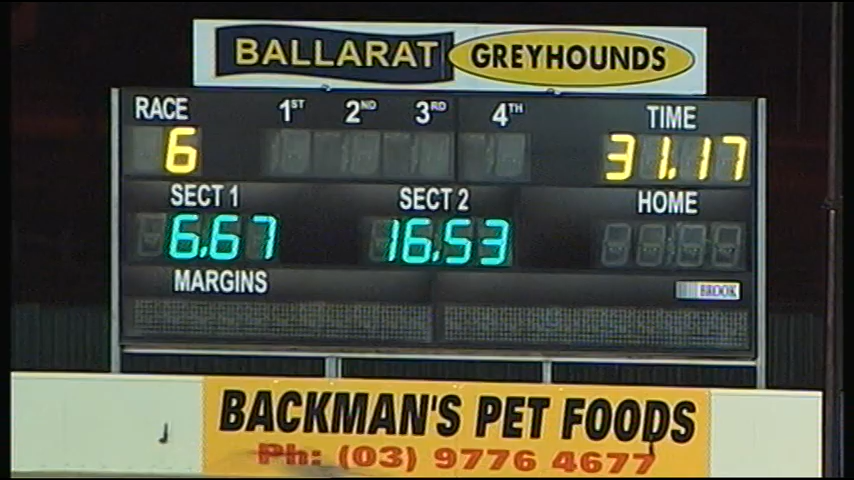 BALLARAT GREYHOUNDS
RACE 1ST 2ND 3RD 4TH TIME
6 31.17
SECT 1 SECT 2 HOME
6.67 16.53
MARGINS
BROOK
BACKMAN'S PET FOODS
Ph: (03) 9776 4677